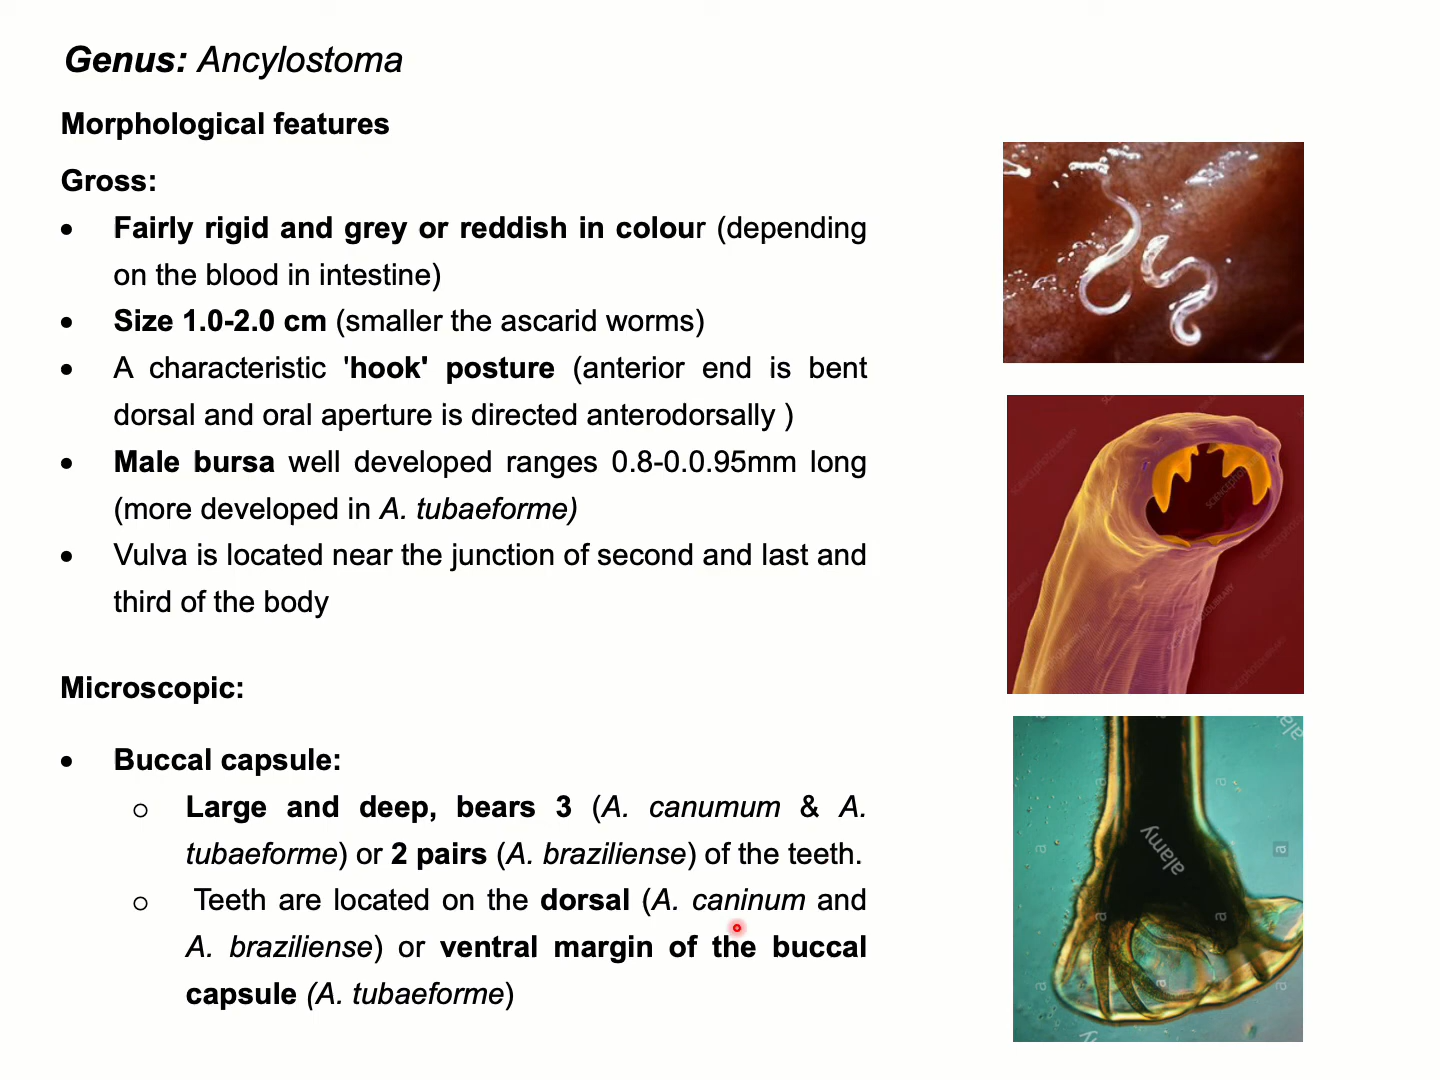 Genus: Ancylostoma
Morphological features
Gross:
• Fairly rigid and grey or reddish in colour (depending
on the blood in intestine)
• Size 1.0-2.0 cm (smaller the ascarid worms)
• A characteristic 'hook' posture (anterior end is bent
dorsal and oral aperture is directed anterodorsally )
• Male bursa well developed ranges 0.8-0.0.95mm long
(more developed in A. tubaeforme)
• Vulva is located near the junction of second and last and
third of the body
Microscopic:
• Buccal capsule:
o Large and deep, bears 3 (A. canumum & A.
tubaeforme) or 2 pairs (A. braziliense) of the teeth.
o Teeth are located on the dorsal (A. caninum and
A. braziliense) or ventral margin of the buccal
capsule (A. tubaeforme)
alamy
a
a
a
a
a
a
a
a
a
alamy